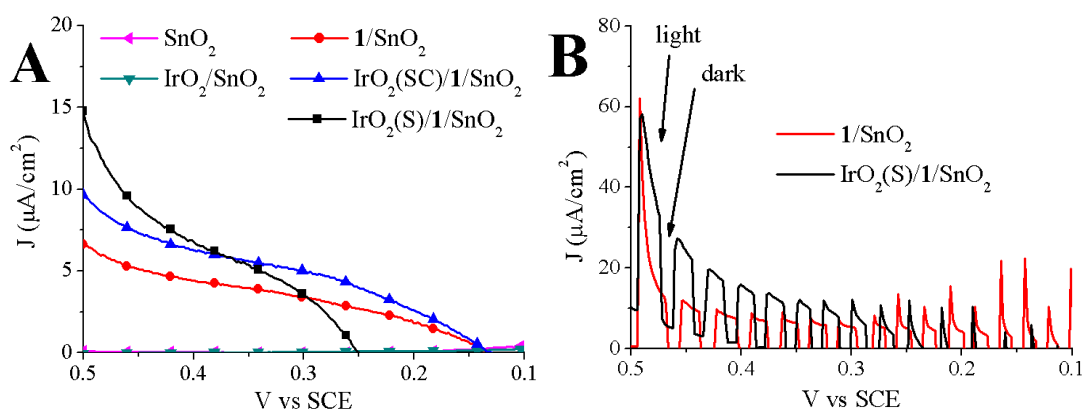 A
20
15
10
5
0
J (μA/cm²)
SnO₂
1/SnO₂
IrO₂/SnO₂
IrO₂(SC)/1/SnO₂
IrO₂(S)/1/SnO₂
0.5 0.4 0.3 0.2 0.1
V vs SCE
B
80
60
40
20
0
J (μA/cm²)
light
dark
1/SnO₂
IrO₂(S)/1/SnO₂
0.5 0.4 0.3 0.2 0.1
V vs SCE